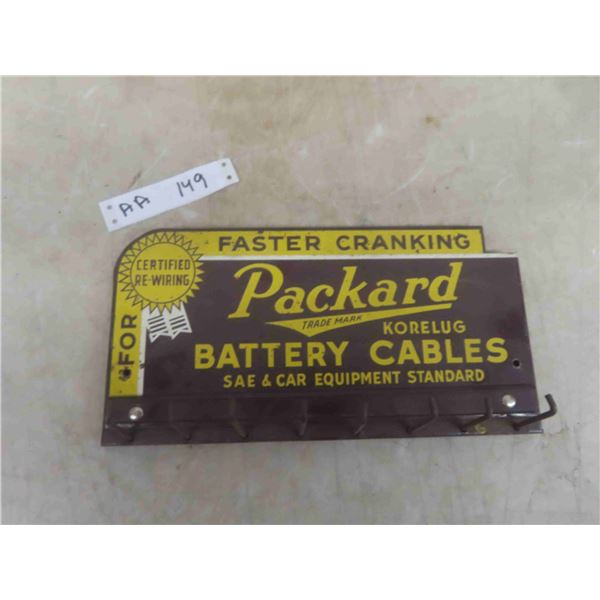 AA 149
FOR
FASTER CRANKING
CERTIFIED
RE-WIRING
Packard
TRADE MARK
KORELUG
BATTERY CABLES
SAE & CAR EQUIPMENT STANDARD